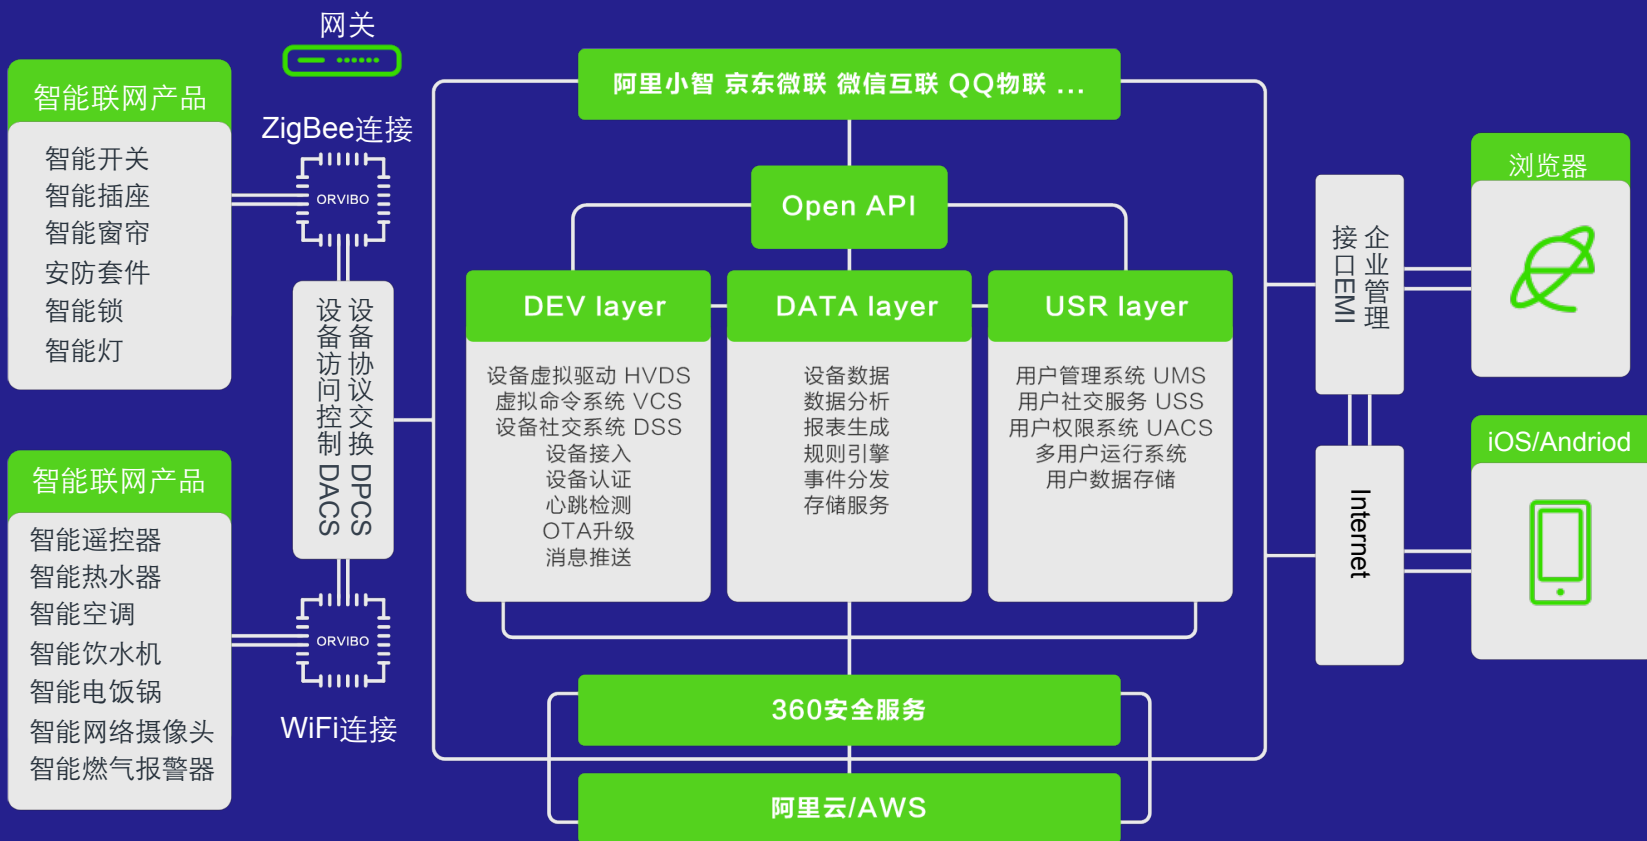 网关
智能联网产品
智能开关
智能插座
智能窗帘
安防套件
智能锁
智能灯
ZigBee连接
ORVIBO
设备协议交换 DPCS
设备访问控制 DACS
智能联网产品
智能遥控器
智能热水器
智能空调
智能饮水机
智能电饭锅
智能网络摄像头
智能燃气报警器
ORVIBO
WiFi连接
阿里小智 京东微联 微信互联 QQ物联 ...
Open API
DEV layer
设备虚拟驱动 HVDS
虚拟命令系统 VCS
设备社交系统 DSS
设备接入
设备认证
心跳检测
OTA升级
消息推送
DATA layer
设备数据
数据分析
报表生成
规则引擎
事件分发
存储服务
USR layer
用户管理系统 UMS
用户社交服务 USS
用户权限系统 UACS
多用户运行系统
用户数据存储
360安全服务
阿里云/AWS
企业管理
接口EMI
Internet
浏览器
iOS/Andriod